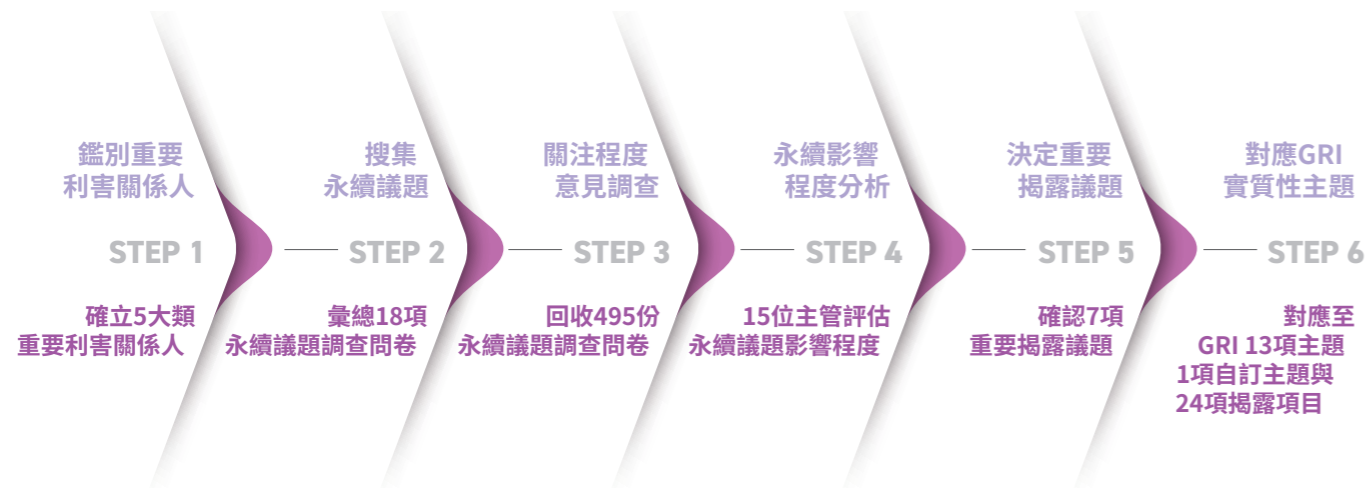 鑑別重要
利害關係人
STEP 1
確立5大類
重要利害關係人
搜集
永續議題
STEP 2
彙總18項
永續議題調查問卷
關注程度
意見調查
STEP 3
回收495份
永續議題調查問卷
永續影響
程度分析
STEP 4
15位主管評估
永續議題影響程度
決定重要
揭露議題
STEP 5
確認7項
重要揭露議題
對應GRI
實質性主題
STEP 6
對應至
GRI 13項主題
1項自訂主題與
24項揭露項目